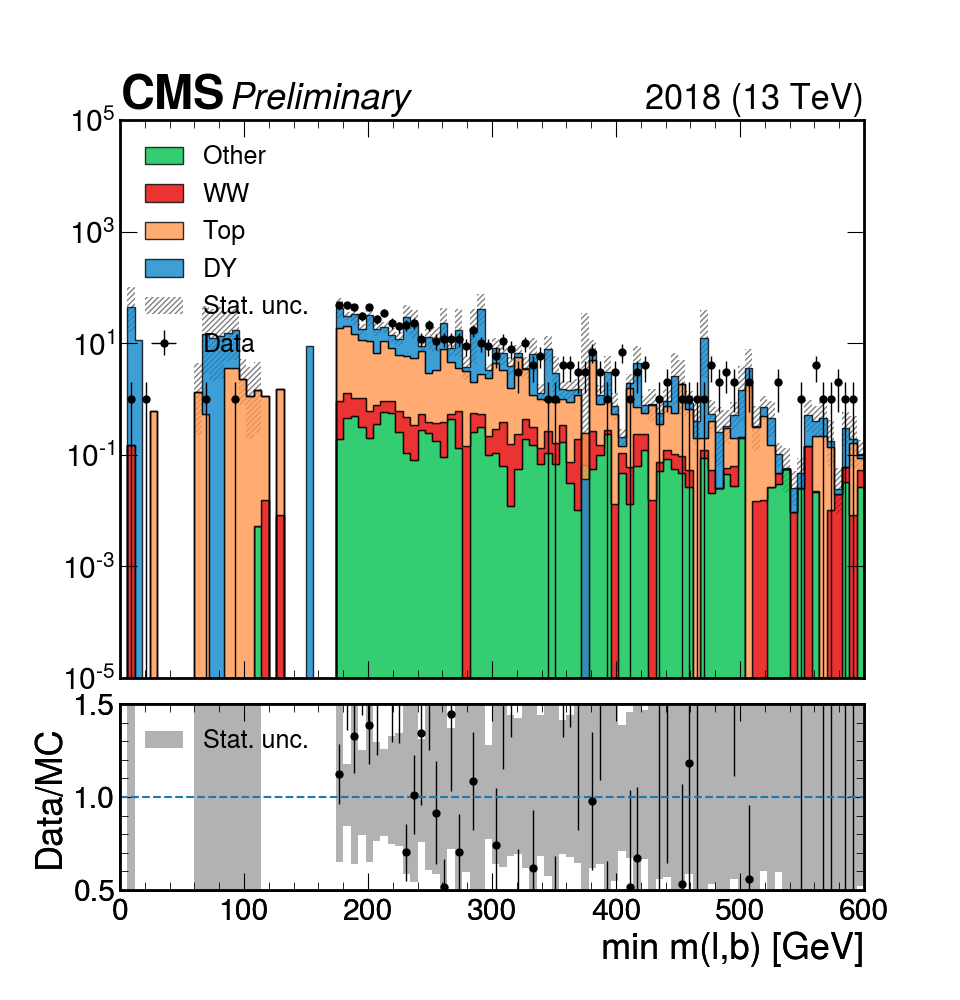 CMS Preliminary 2018 (13 TeV)
10^5
10^3
10^1
10^-1
10^-3
10^-5
Other
WW
Top
DY
Stat. unc.
Data
Data/MC
1.5
1.0
0.5
Stat. unc.
0 100 200 300 400 500 600
min m(l,b) [GeV]